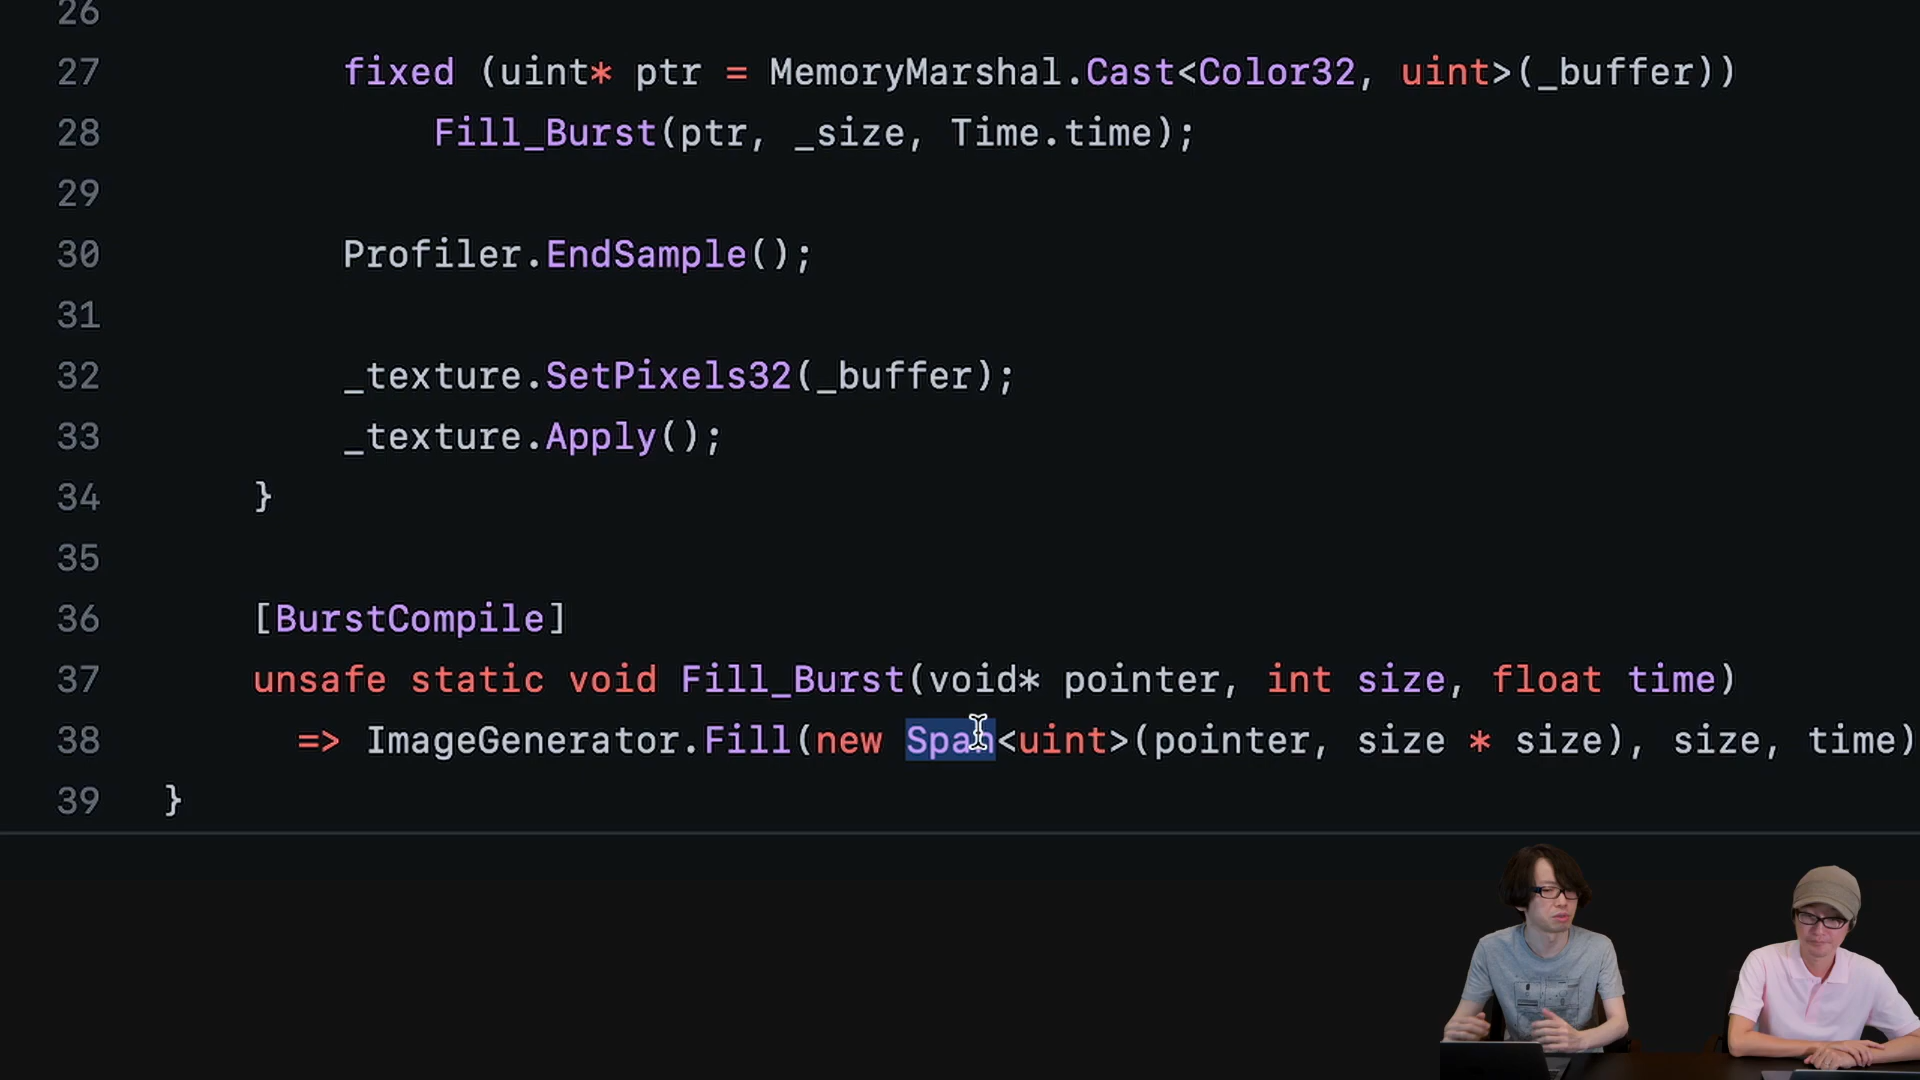 26
27 fixed (uint* ptr = MemoryMarshal.Cast<Color32, uint>(_buffer))
28 Fill_Burst(ptr, _size, Time.time);
29
30 Profiler.EndSample();
31
32 _texture.SetPixels32(_buffer);
33 _texture.Apply();
34 }
35
36 [BurstCompile]
37 unsafe static void Fill_Burst(void* pointer, int size, float time)
38 => ImageGenerator.Fill(new Span<uint>(pointer, size * size), size, time)
39 }